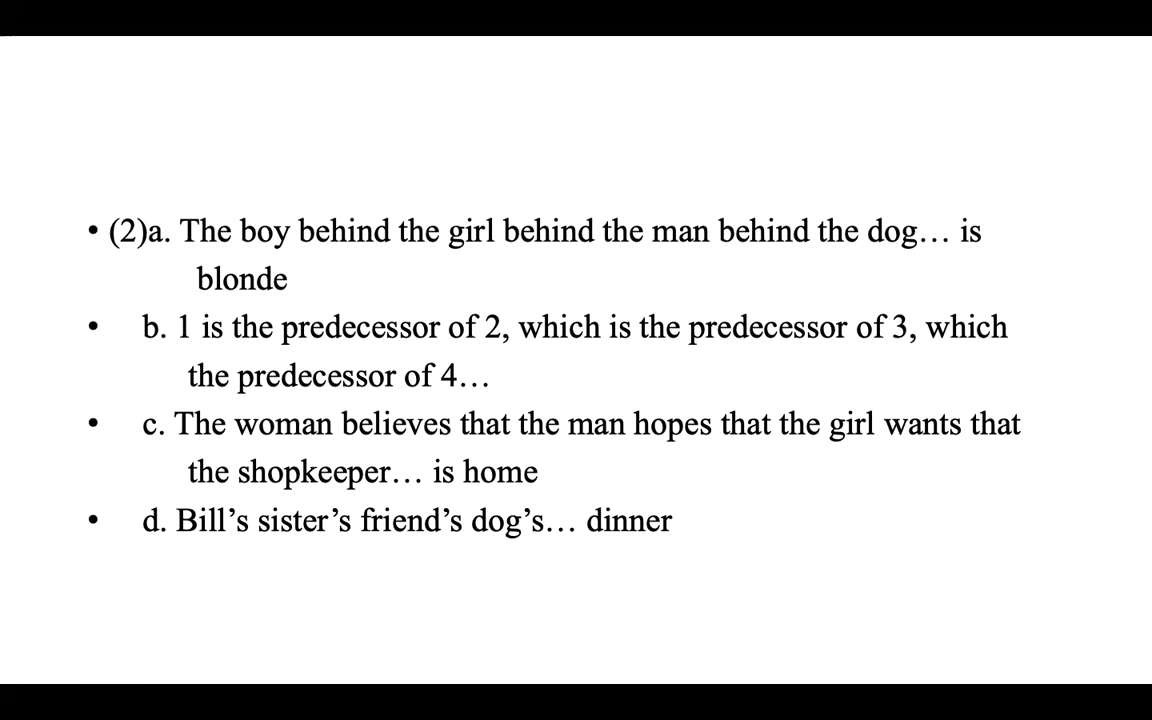 • (2)a. The boy behind the girl behind the man behind the dog… is
blonde
• b. 1 is the predecessor of 2, which is the predecessor of 3, which
the predecessor of 4…
• c. The woman believes that the man hopes that the girl wants that
the shopkeeper… is home
• d. Bill’s sister’s friend’s dog’s… dinner